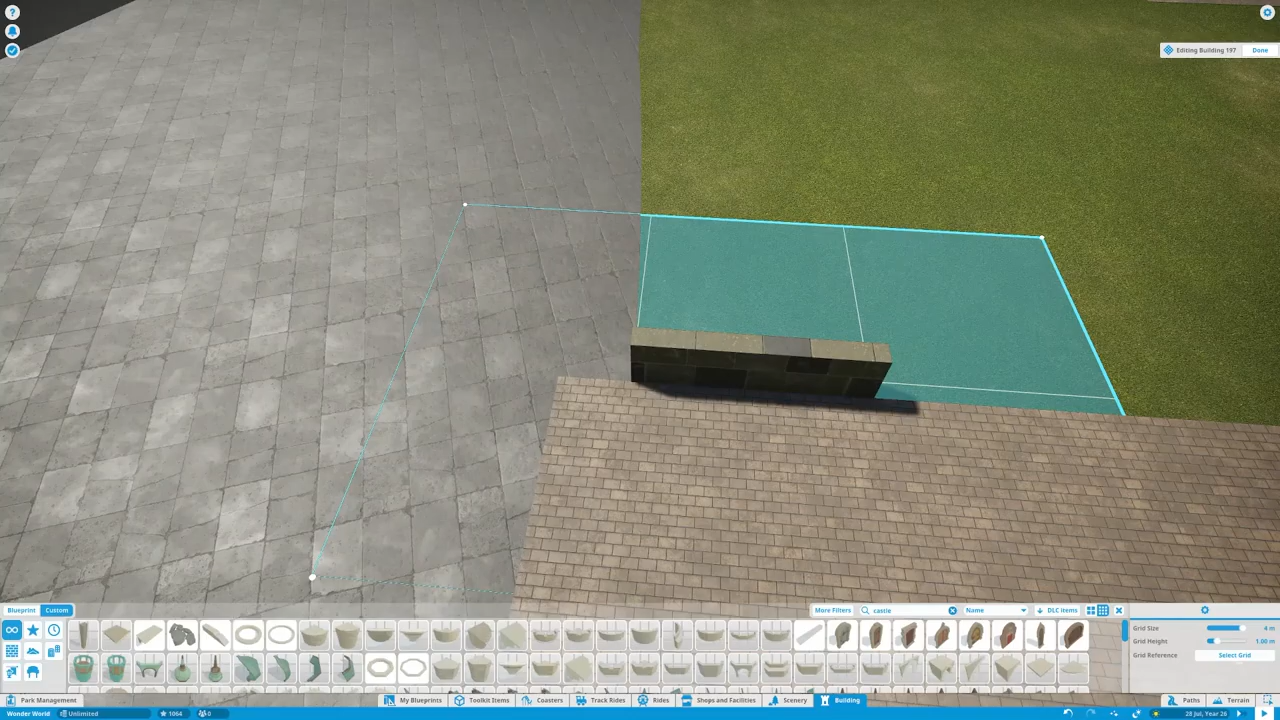 ?
Editing Building 197 Done
Blueprint Custom
More Filters castle Name DLC items
Grid Size 4 m
Grid Height 1.00 m
Grid Reference Select Grid
Park Management My Blueprints Toolkit Items Coasters Track Rides Rides Shops and Facilities Scenery Building Paths Terrain
Wonder World Unlimited 1064 0 28 Jul, Year 26